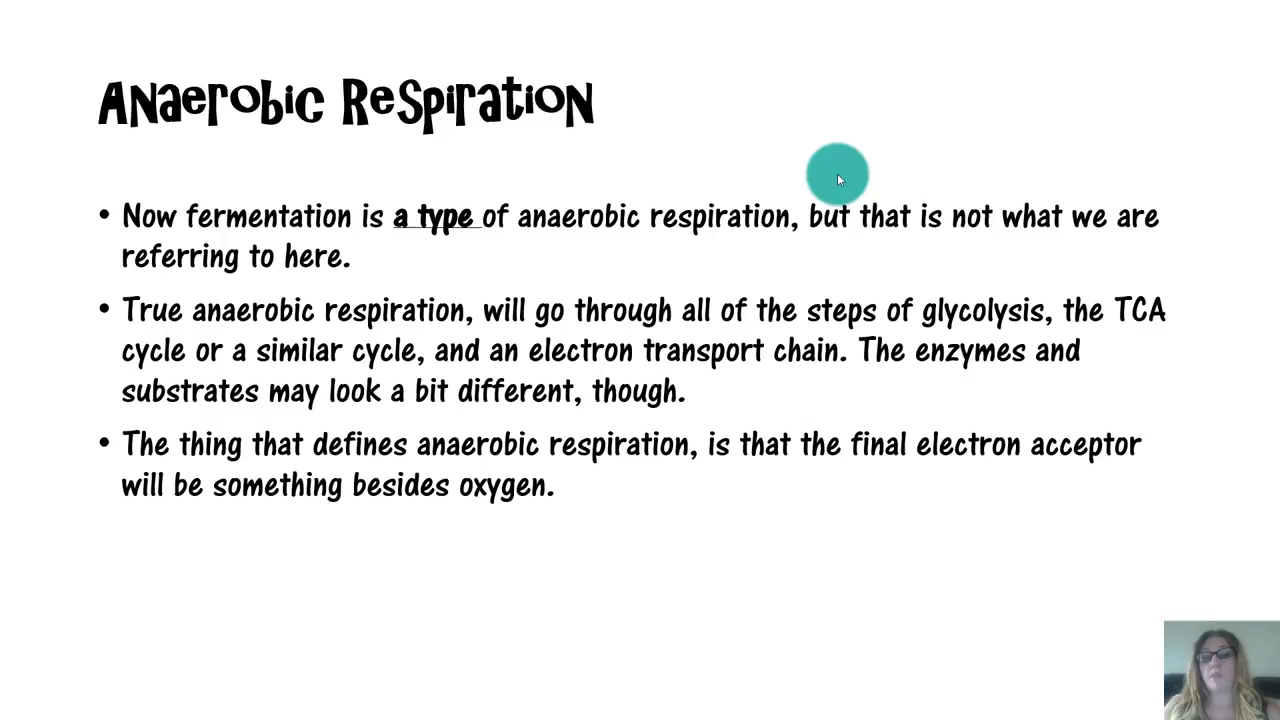 Anaerobic Respiration
• Now fermentation is a type of anaerobic respiration, but that is not what we are
referring to here.
• True anaerobic respiration, will go through all of the steps of glycolysis, the TCA
cycle or a similar cycle, and an electron transport chain. The enzymes and
substrates may look a bit different, though.
• The thing that defines anaerobic respiration, is that the final electron acceptor
will be something besides oxygen.